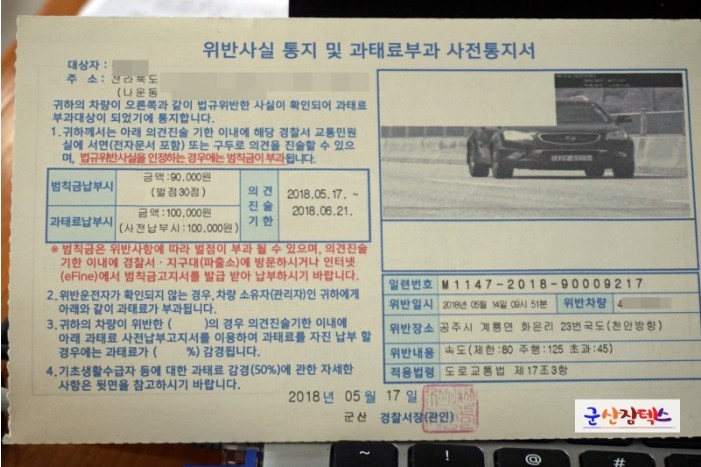 위반사실 통지 및 과태료부과 사전통지서
대상자 :
주 소 : 전라북도
(나운동
귀하의 차량이 오른쪽과 같이 법규위반한 사실이 확인되어 과태료
부과대상이 되었기에 통지합니다.
1. 귀하께서는 아래 의견진술 기한 이내에 해당 경찰서 교통민원
실에 서면(전자문서 포함) 또는 구두로 의견을 진술할 수 있으
며, 법규위반사실을 인정하는 경우에는 범칙금이 부과됩니다.
범칙금납부시
금액:90,000원
(벌점30점)
과태료납부시
금액:100,000원
(사전납부시:100,000원)
의 견
진 술
기 한
2018.05.17. ~
2018.06.21.
※ 범칙금은 위반사항에 따라 벌점이 부과 될 수 있으며, 의견진술
기한 이내에 경찰서·지구대(파출소)에 방문하시거나 인터넷
(eFine)에서 범칙금고지서를 발급 받아 납부하시기 바랍니다.
2. 위반운전자가 확인되지 않는 경우, 차량 소유자(관리자)인 귀하에게
아래와 같이 과태료가 부과됩니다.
3. 귀하의 차량이 위반한 ( )의 경우 의견진술기한 이내에
아래 과태료 사전납부고지서를 이용하여 과태료를 자진 납부 할
경우에는 과태료가 ( %) 감경됩니다.
4. 기초생활수급자 등에 대한 과태료 감경(50%)에 관한 자세한
사항은 뒷면을 참고하시기 바랍니다.
2018 년 05 월 17 일
군산 경찰서장(관인)
일련번호 M1147-2018-90009217
위반일시 2018년 05월 14일 09시 51분 위반차량 4
위반장소 공주시 계룡면 화은리 23번국도(천안방향)
위반내용 속도(제한:80 주행:125 초과:45)
적용법령 도로교통법 제17조3항
군산잠텍스
~ ! @ #